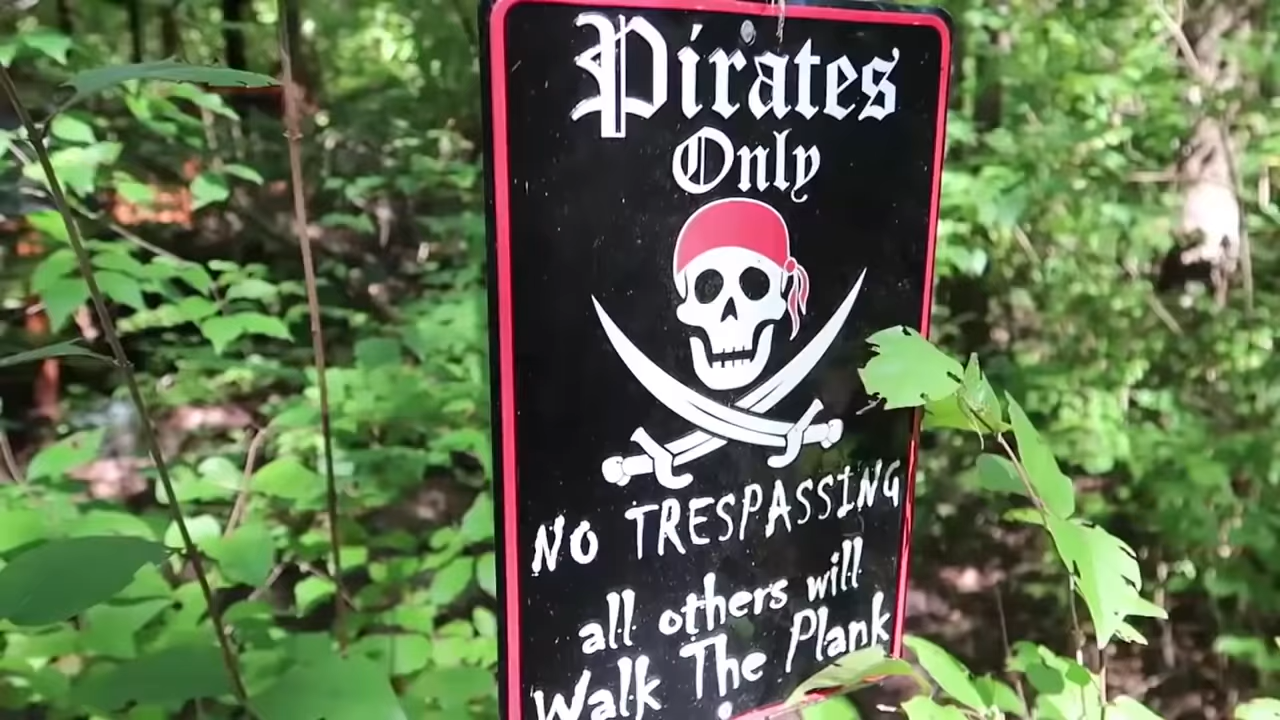 Pirates
Only
NO TRESPASSING
all others will
Walk The Plank